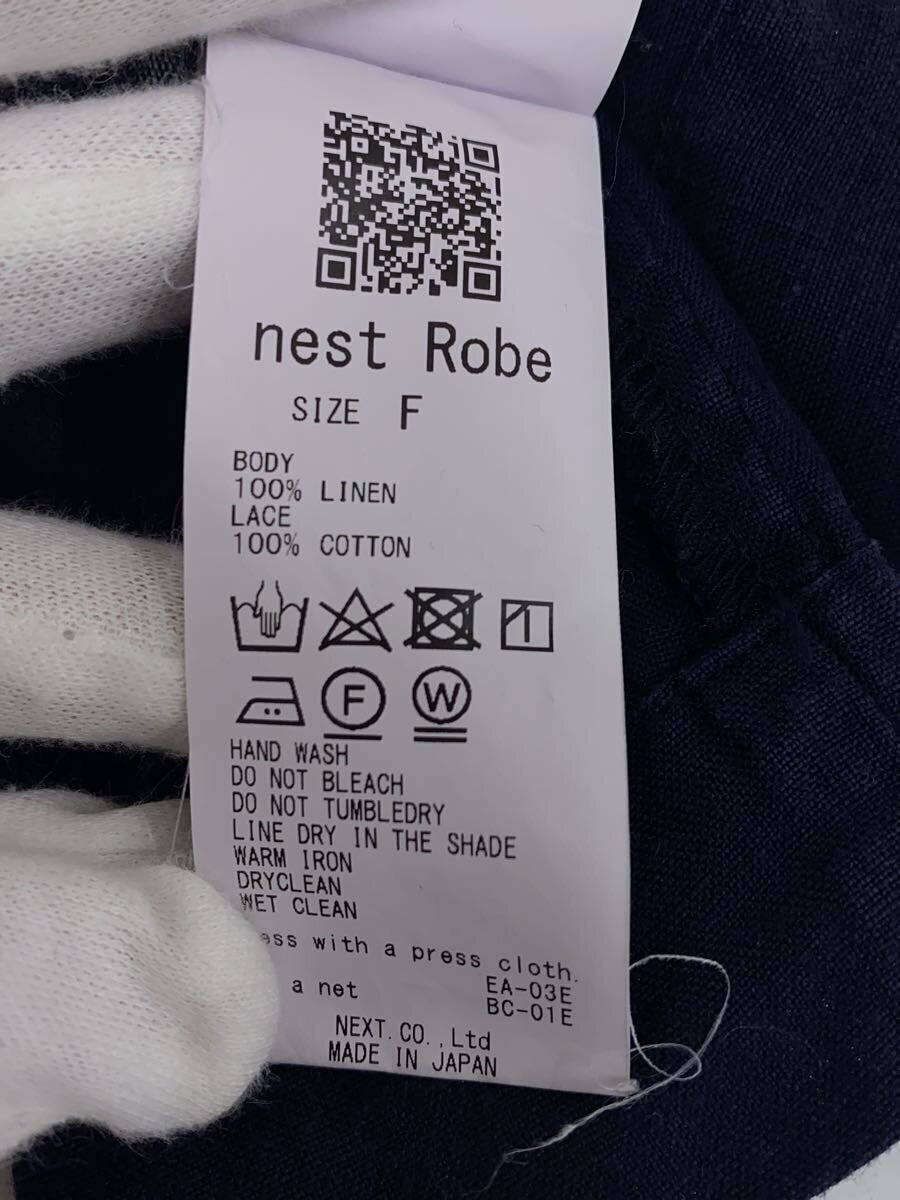 nest Robe
SIZE F
BODY
100% LINEN
LACE
100% COTTON
F W
HAND WASH
DO NOT BLEACH
DO NOT TUMBLEDRY
LINE DRY IN THE SHADE
WARM IRON
DRYCLEAN
WET CLEAN
with a press cloth.
a net EA-03E
BC-01E
NEXT.CO.,Ltd
MADE IN JAPAN